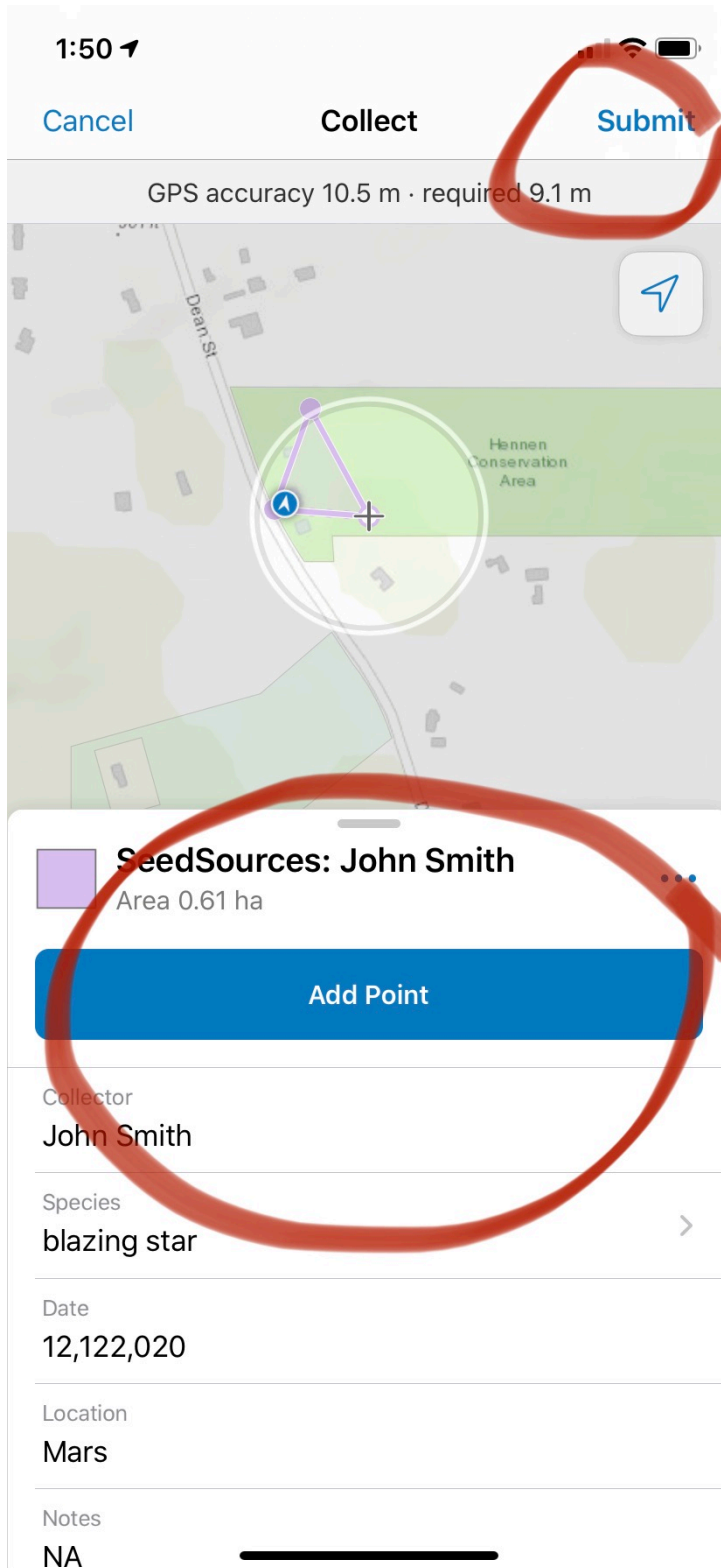 1:50
Cancel
Collect
Submit
GPS accuracy 10.5 m · required 9.1 m
Dean St
Hennen
Conservation
Area
SeedSources: John Smith
Area 0.61 ha
Add Point
Collector
John Smith
Species
blazing star
Date
12,122,020
Location
Mars
Notes
NA